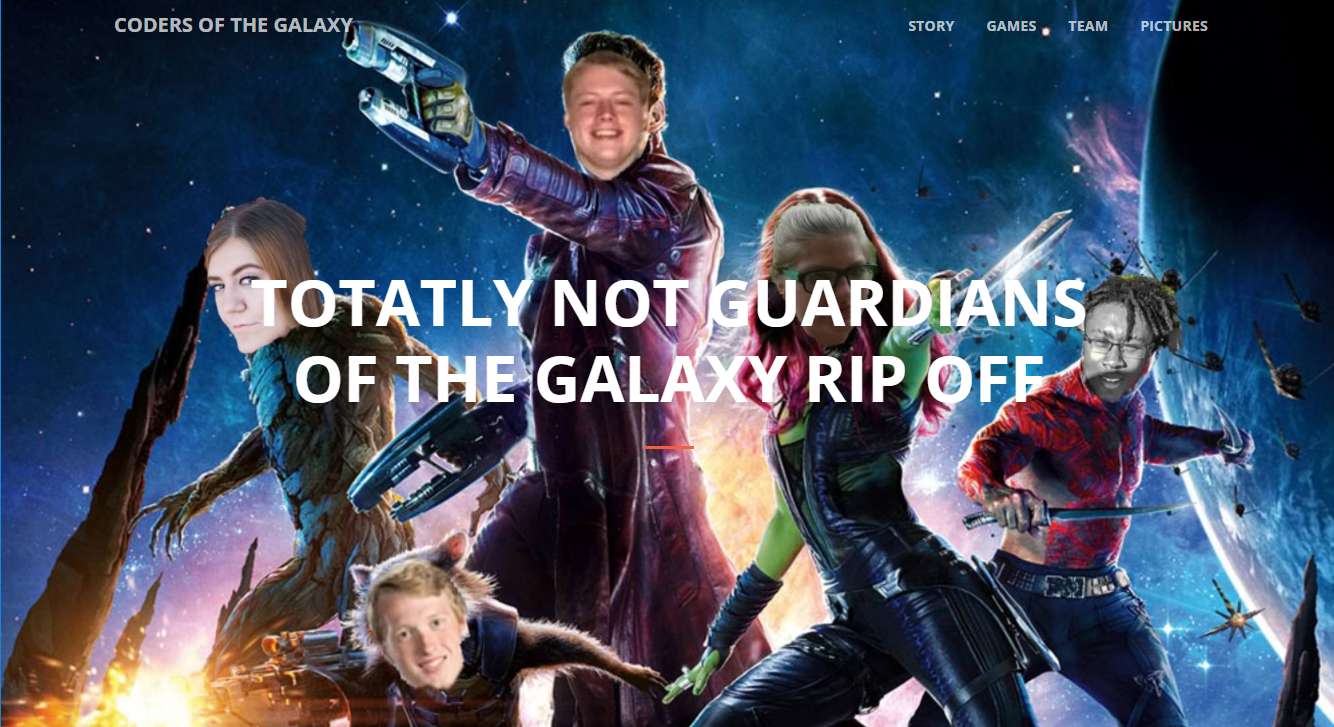 CODERS OF THE GALAXY
STORY GAMES TEAM PICTURES
TOTATLY NOT GUARDIANS
OF THE GALAXY RIP OFF